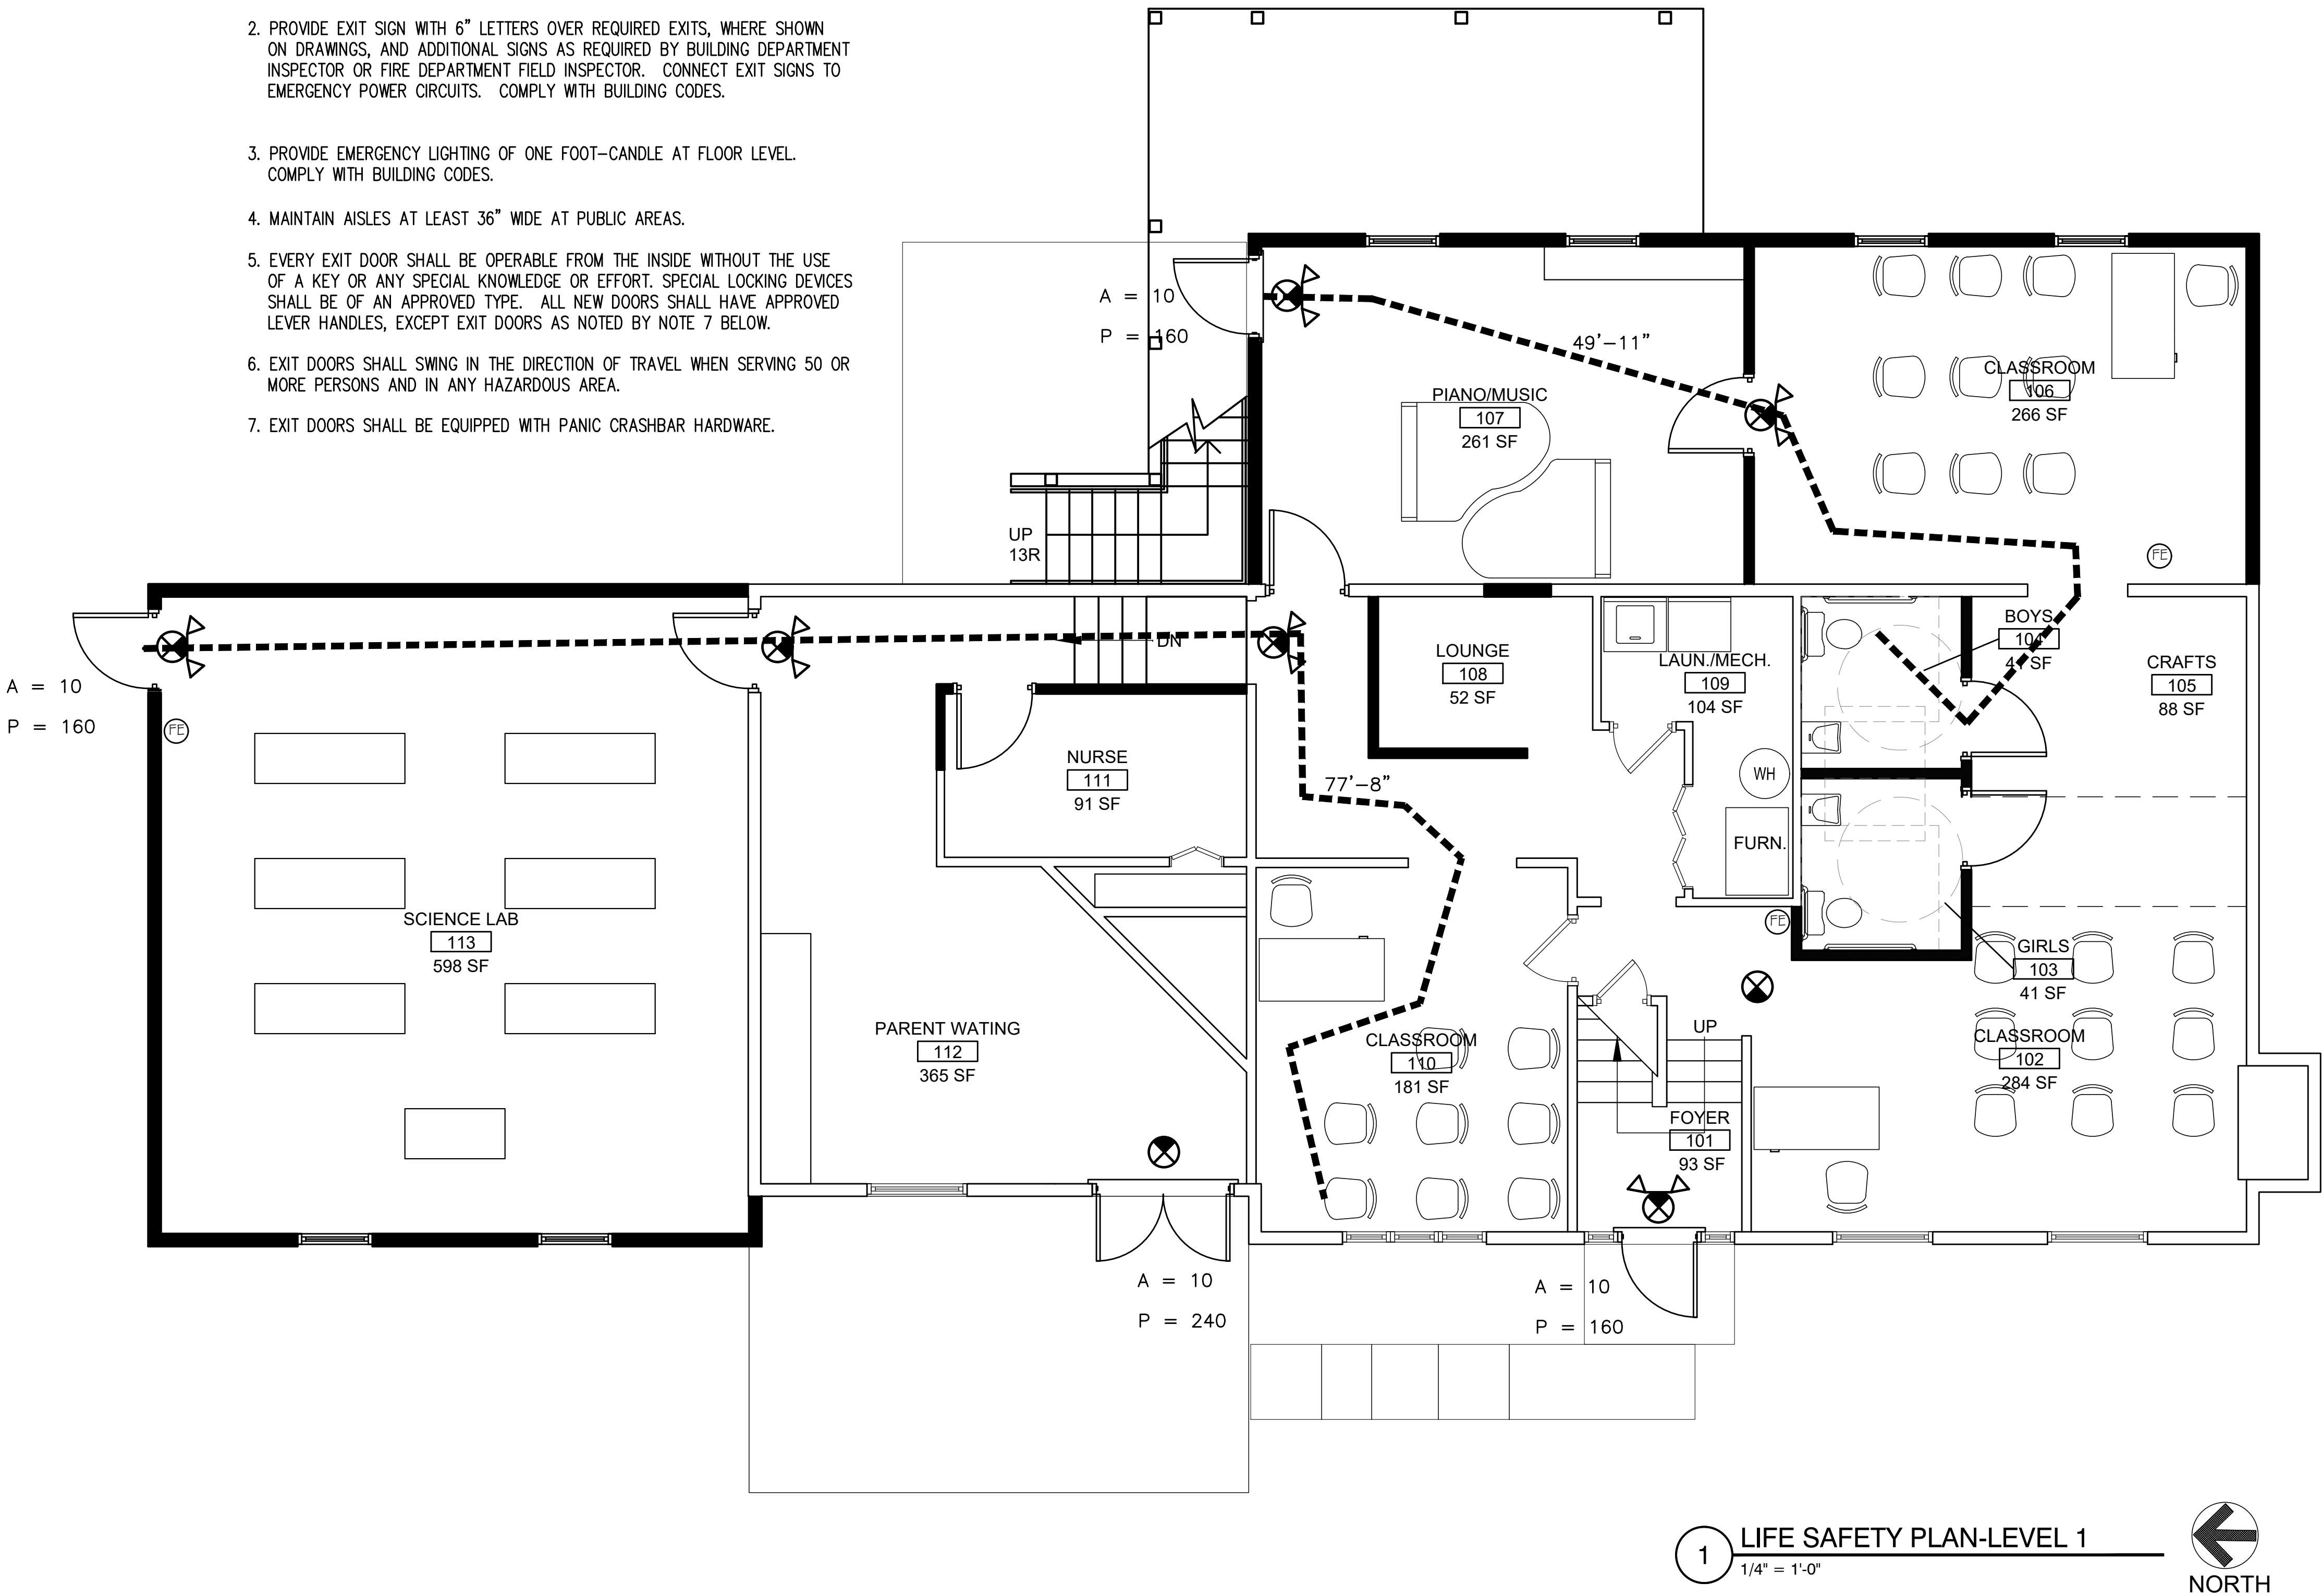 2. PROVIDE EXIT SIGN WITH 6" LETTERS OVER REQUIRED EXITS, WHERE SHOWN
ON DRAWINGS, AND ADDITIONAL SIGNS AS REQUIRED BY BUILDING DEPARTMENT
INSPECTOR OR FIRE DEPARTMENT FIELD INSPECTOR. CONNECT EXIT SIGNS TO
EMERGENCY POWER CIRCUITS. COMPLY WITH BUILDING CODES.
3. PROVIDE EMERGENCY LIGHTING OF ONE FOOT-CANDLE AT FLOOR LEVEL.
COMPLY WITH BUILDING CODES.
4. MAINTAIN AISLES AT LEAST 36" WIDE AT PUBLIC AREAS.
5. EVERY EXIT DOOR SHALL BE OPERABLE FROM THE INSIDE WITHOUT THE USE
OF A KEY OR ANY SPECIAL KNOWLEDGE OR EFFORT. SPECIAL LOCKING DEVICES
SHALL BE OF AN APPROVED TYPE. ALL NEW DOORS SHALL HAVE APPROVED
LEVER HANDLES, EXCEPT EXIT DOORS AS NOTED BY NOTE 7 BELOW.
6. EXIT DOORS SHALL SWING IN THE DIRECTION OF TRAVEL WHEN SERVING 50 OR
MORE PERSONS AND IN ANY HAZARDOUS AREA.
7. EXIT DOORS SHALL BE EQUIPPED WITH PANIC CRASHBAR HARDWARE.
A = 10
P = 160
49'-11"
PIANO/MUSIC
107
261 SF
CLASSROOM
106
266 SF
UP
13R
FE
DN
A = 10
P = 160
FE
LOUNGE
108
52 SF
LAUN./MECH.
109
104 SF
BOYS
104
41 SF
CRAFTS
105
88 SF
NURSE
111
91 SF
77'-8"
WH
FURN.
SCIENCE LAB
113
598 SF
FE
GIRLS
103
41 SF
PARENT WATING
112
365 SF
CLASSROOM
110
181 SF
UP
CLASSROOM
102
284 SF
FOYER
101
93 SF
A = 10
P = 240
A = 10
P = 160
1
LIFE SAFETY PLAN-LEVEL 1
1/4" = 1'-0"
NORTH